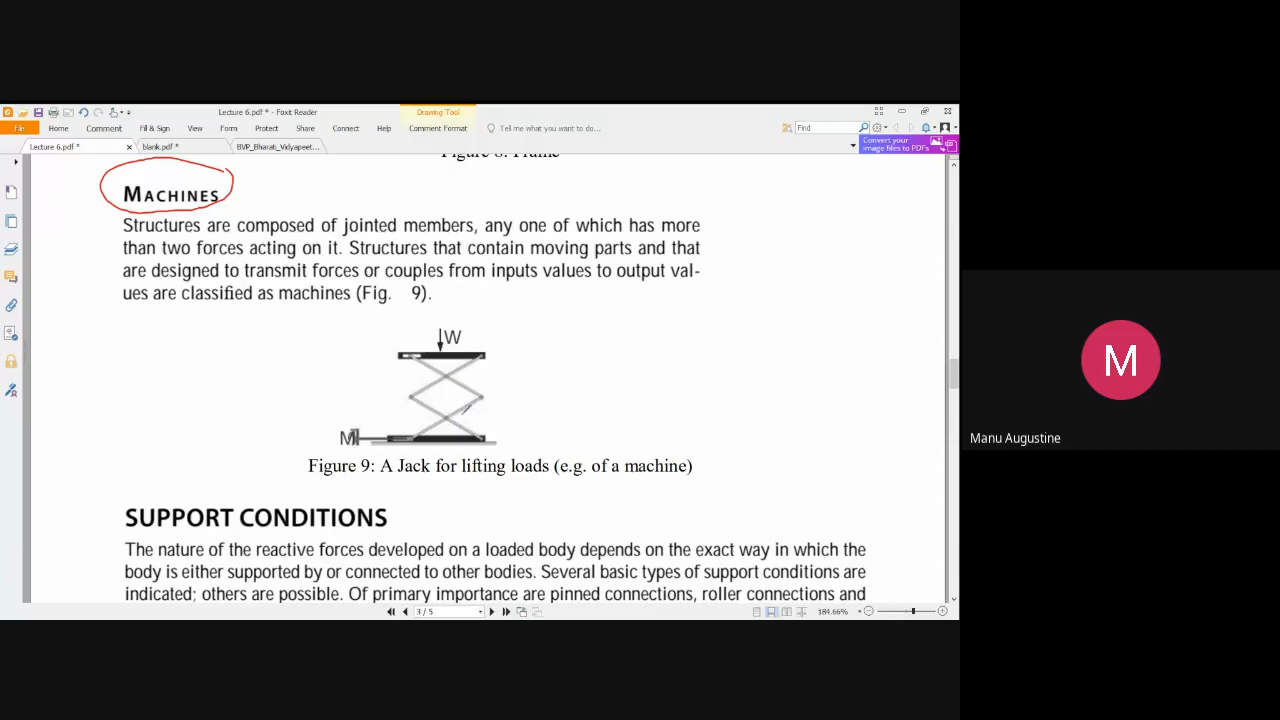 Lecture 6.pdf * - Foxit Reader
Drawing Tool
File Home Comment Fill & Sign View Form Protect Share Connect Help Comment Format Tell me what you want to do... Find
Lecture 6.pdf * blank.pdf * BVP_Bharati_Vidyapeet...
Convert your
image files to PDFs
Figure 8: Frame
MACHINES
Structures are composed of jointed members, any one of which has more
than two forces acting on it. Structures that contain moving parts and that
are designed to transmit forces or couples from inputs values to output val-
ues are classified as machines (Fig. 9).
W
M
Figure 9: A Jack for lifting loads (e.g. of a machine)
SUPPORT CONDITIONS
The nature of the reactive forces developed on a loaded body depends on the exact way in which the
body is either supported by or connected to other bodies. Several basic types of support conditions are
indicated; others are possible. Of primary importance are pinned connections, roller connections and
3 / 5
184.66%
M
Manu Augustine